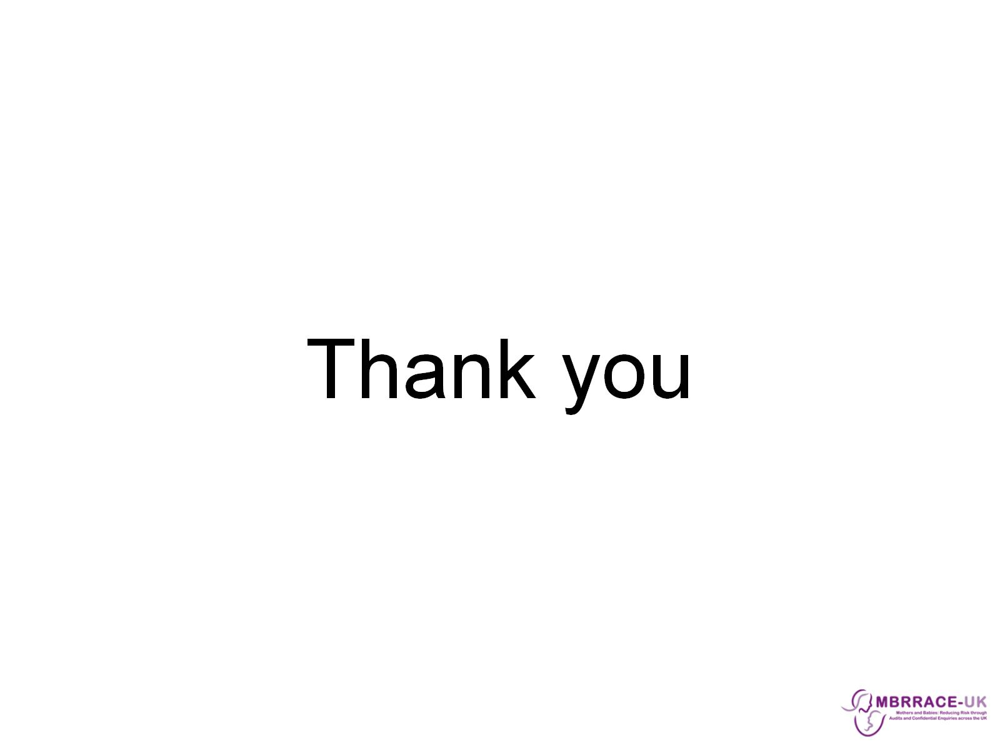 Thank you
MBRRACE-UK
Mothers and Babies: Reducing Risk through
Audits and Confidential Enquiries across the UK